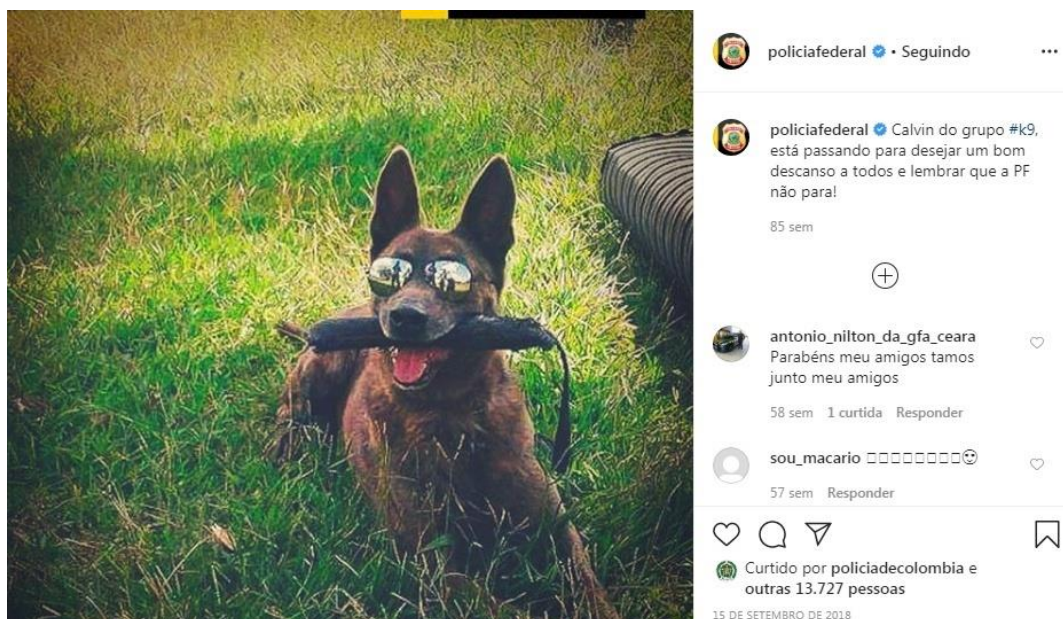 policiafederal • Seguindo
policiafederal Calvin do grupo #k9,
está passando para desejar um bom
descanso a todos e lembrar que a PF
não para!
85 sem
antonio_nilton_da_gfa_ceara
Parabéns meu amigos tamos
junto meu amigos
58 sem 1 curtida Responder
sou_macario □□□□□□□□😍
57 sem Responder
Curtido por policiadecolombia e
outras 13.727 pessoas
15 DE SETEMBRO DE 2018